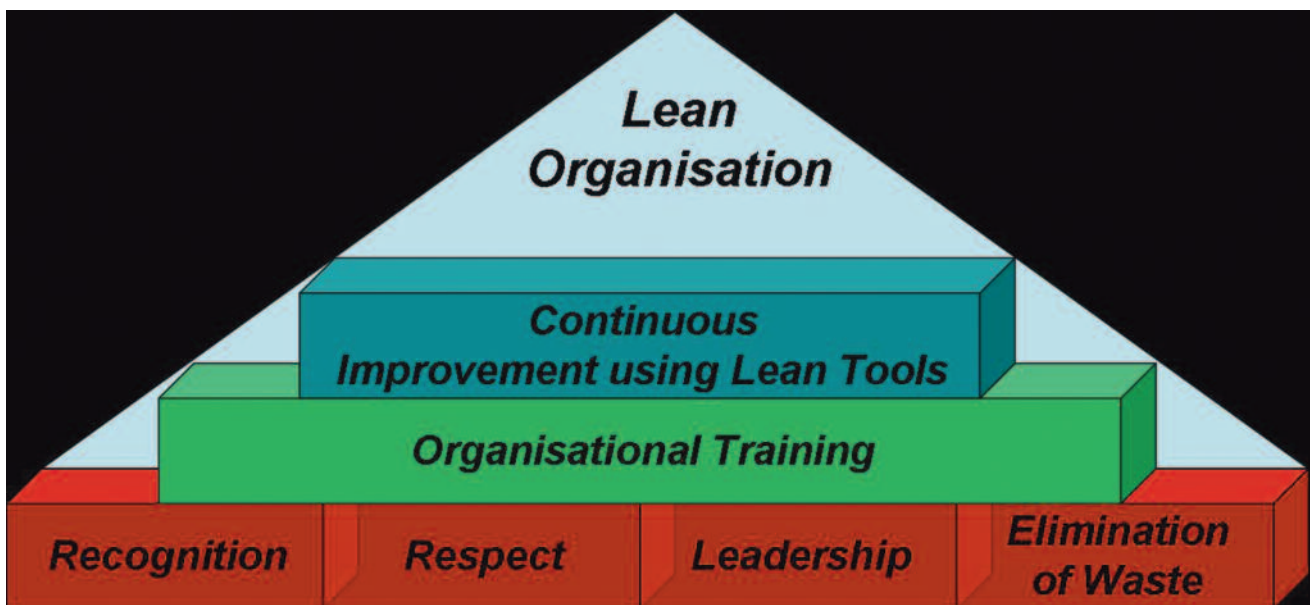 Lean
Organisation
Continuous
Improvement using Lean Tools
Organisational Training
Recognition
Respect
Leadership
Elimination
of Waste